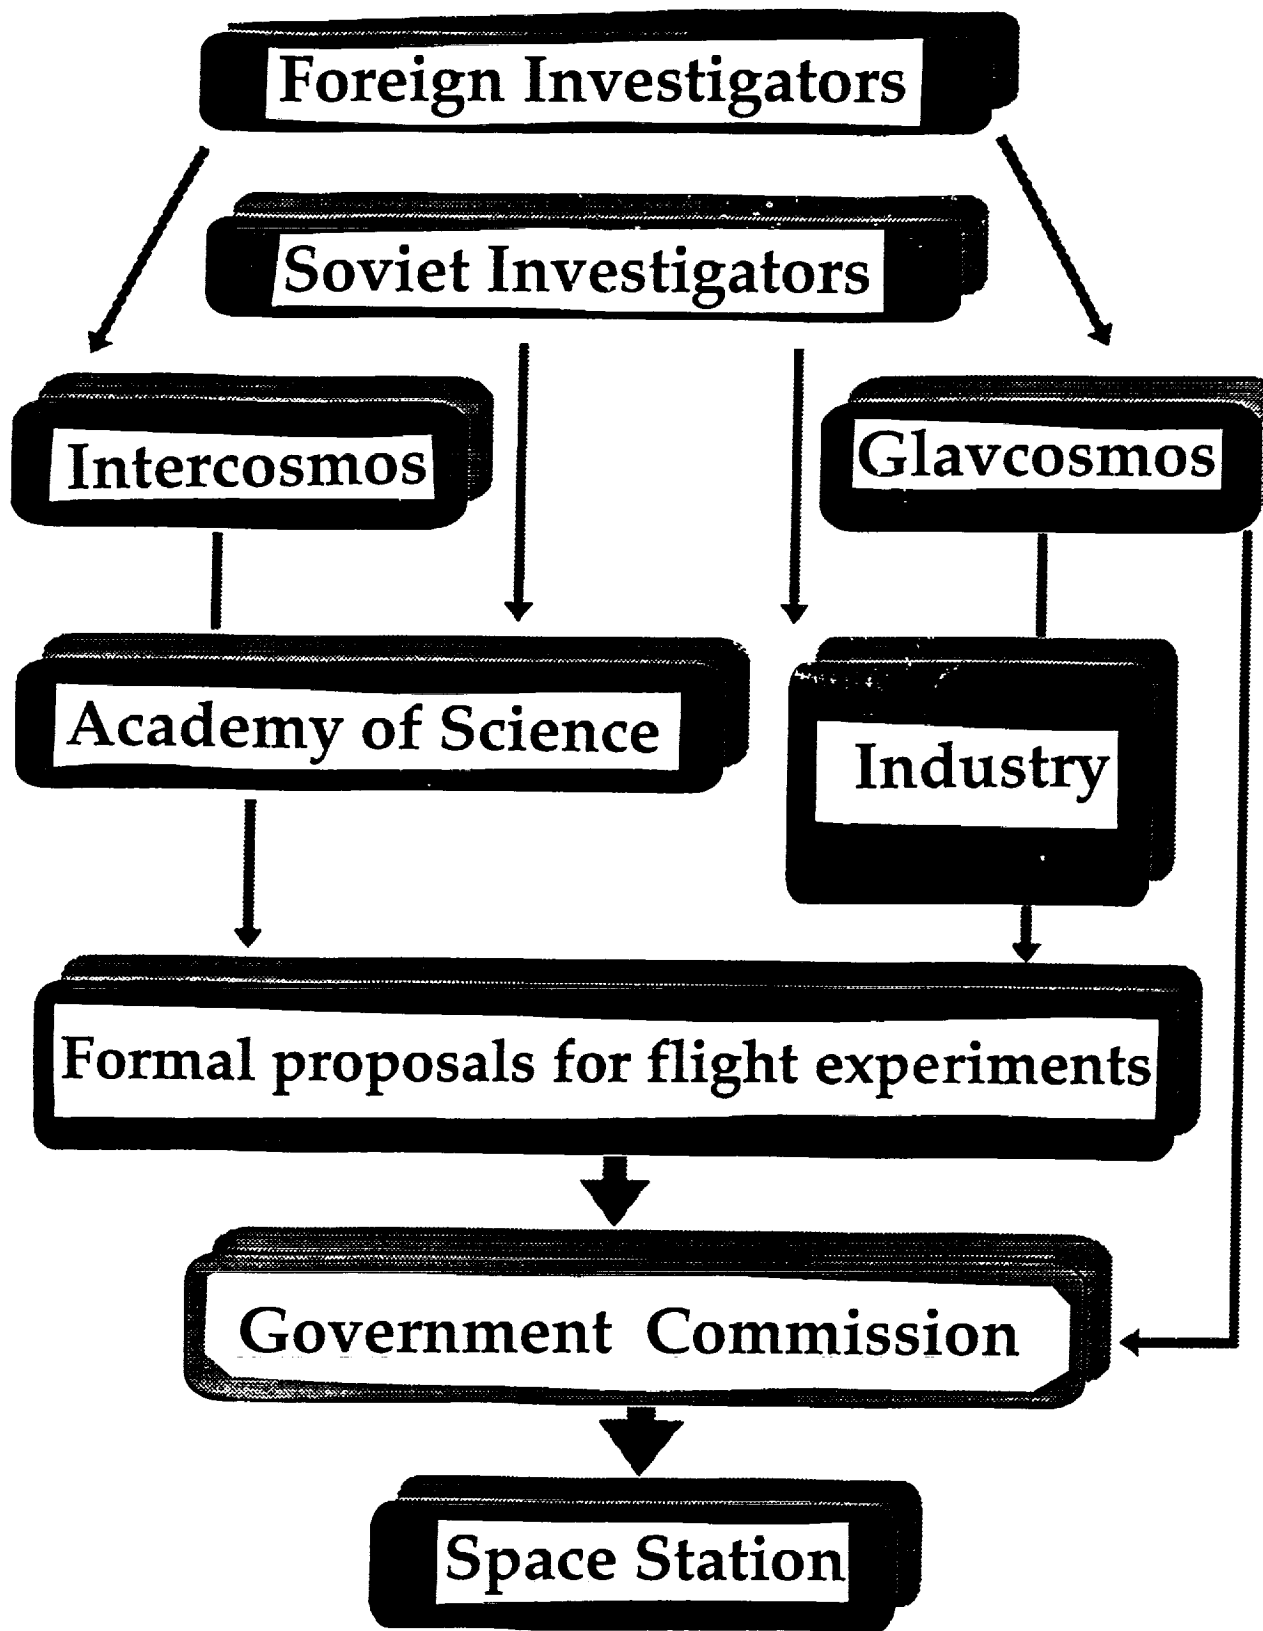 Foreign Investigators
Soviet Investigators
Intercosmos
Glavcosmos
Academy of Science
Industry
Formal proposals for flight experiments
Government Commission
Space Station